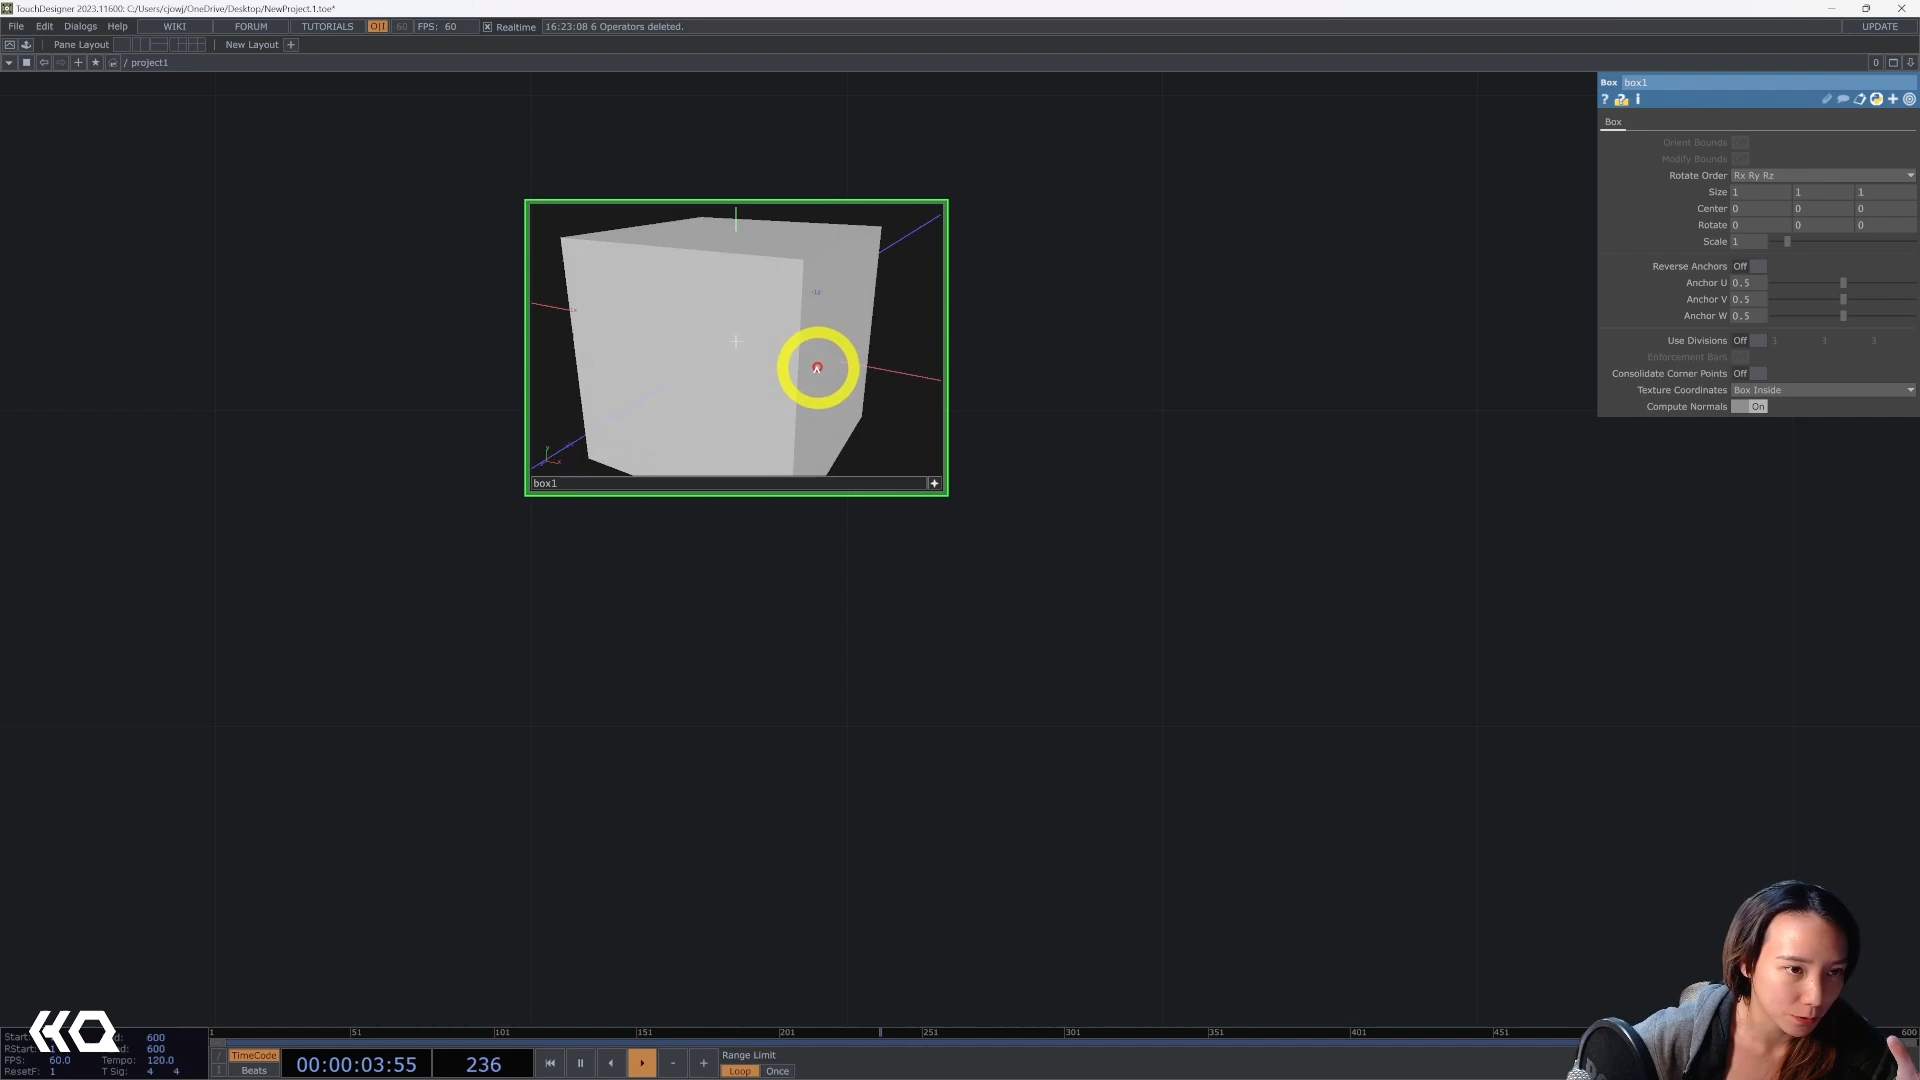 TouchDesigner 2023.11600: C:/Users/cjowj/OneDrive/Desktop/NewProject.1.toe*
File Edit Dialogs Help WIKI FORUM TUTORIALS O|I 60 FPS: 60 Realtime 16:23:08 6 Operators deleted. UPDATE
Pane Layout New Layout +
/ project1 0
Box box1
? ? i
Box
Orient Bounds
Modify Bounds
Rotate Order Rx Ry Rz
Size 1 1 1
Center 0 0 0
Rotate 0 0 0
Scale 1
Reverse Anchors Off
Anchor U 0.5
Anchor V 0.5
Anchor W 0.5
Use Divisions Off 3 3 3
Enforcement Bars
Consolidate Corner Points Off
Texture Coordinates Box Inside
Compute Normals On
box1
HQ
1 51 101 151 201 251 301 351 401 451 600
Start: 600
RStart: 600
FPS: 60.0 Tempo: 120.0
ResetF: 1 T Sig: 4 4
TimeCode
Beats
00:00:03:55 236
Range Limit
Loop Once